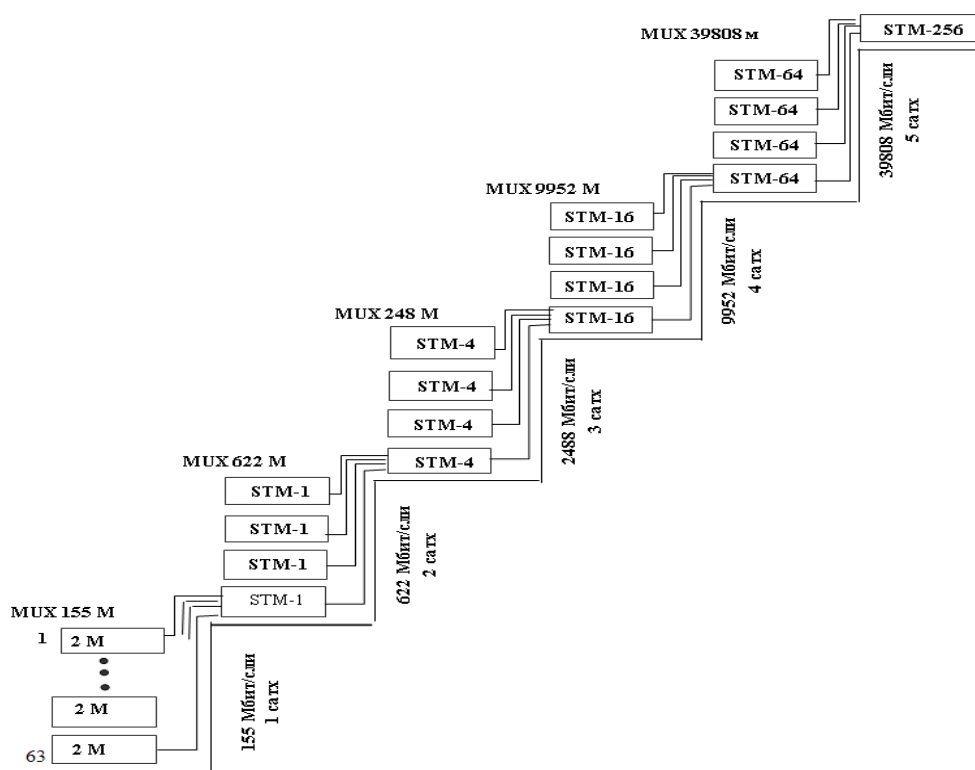 STM-256
MUX 39808 м
STM-64
STM-64
STM-64
STM-64
39808 Мбит/сли
5 сатх
MUX 9952 M
STM-16
STM-16
STM-16
STM-16
9952 Мбит/сли
4 сатх
MUX 248 M
STM-4
STM-4
STM-4
STM-4
2488 Мбит/сли
3 сатх
MUX 622 M
STM-1
STM-1
STM-1
STM-1
622 Мбит/сли
2 сатх
MUX 155 M
1 2 M
2 M
63 2 M
155 Мбит/сли
1 сатх